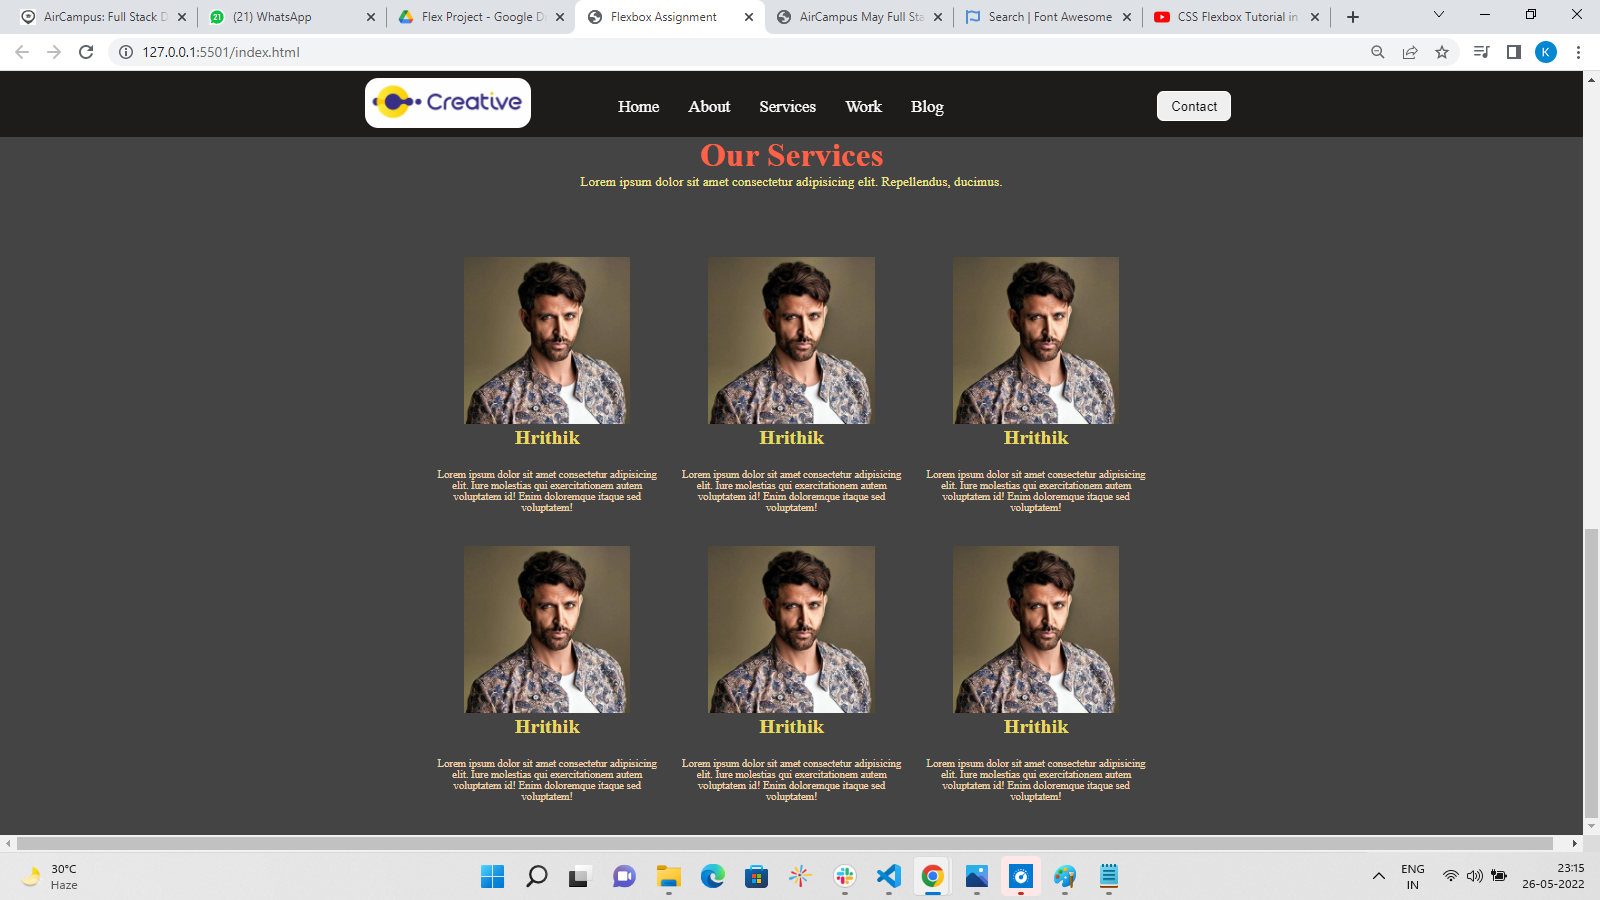 AirCampus: Full Stack D
(21) WhatsApp
Flex Project - Google Dr
Flexbox Assignment
AirCampus May Full Sta
Search | Font Awesome
CSS Flexbox Tutorial in
127.0.0.1:5501/index.html
K
Creative
Home
About
Services
Work
Blog
Contact
Our Services
Lorem ipsum dolor sit amet consectetur adipisicing elit. Repellendus, ducimus.
Hrithik
Lorem ipsum dolor sit amet consectetur adipisicing
elit. Iure molestias qui exercitationem autem
voluptatem id! Enim doloremque itaque sed
voluptatem!
Hrithik
Lorem ipsum dolor sit amet consectetur adipisicing
elit. Iure molestias qui exercitationem autem
voluptatem id! Enim doloremque itaque sed
voluptatem!
Hrithik
Lorem ipsum dolor sit amet consectetur adipisicing
elit. Iure molestias qui exercitationem autem
voluptatem id! Enim doloremque itaque sed
voluptatem!
Hrithik
Lorem ipsum dolor sit amet consectetur adipisicing
elit. Iure molestias qui exercitationem autem
voluptatem id! Enim doloremque itaque sed
voluptatem!
Hrithik
Lorem ipsum dolor sit amet consectetur adipisicing
elit. Iure molestias qui exercitationem autem
voluptatem id! Enim doloremque itaque sed
voluptatem!
Hrithik
Lorem ipsum dolor sit amet consectetur adipisicing
elit. Iure molestias qui exercitationem autem
voluptatem id! Enim doloremque itaque sed
voluptatem!
30°C
Haze
ENG
IN
23:15
26-05-2022